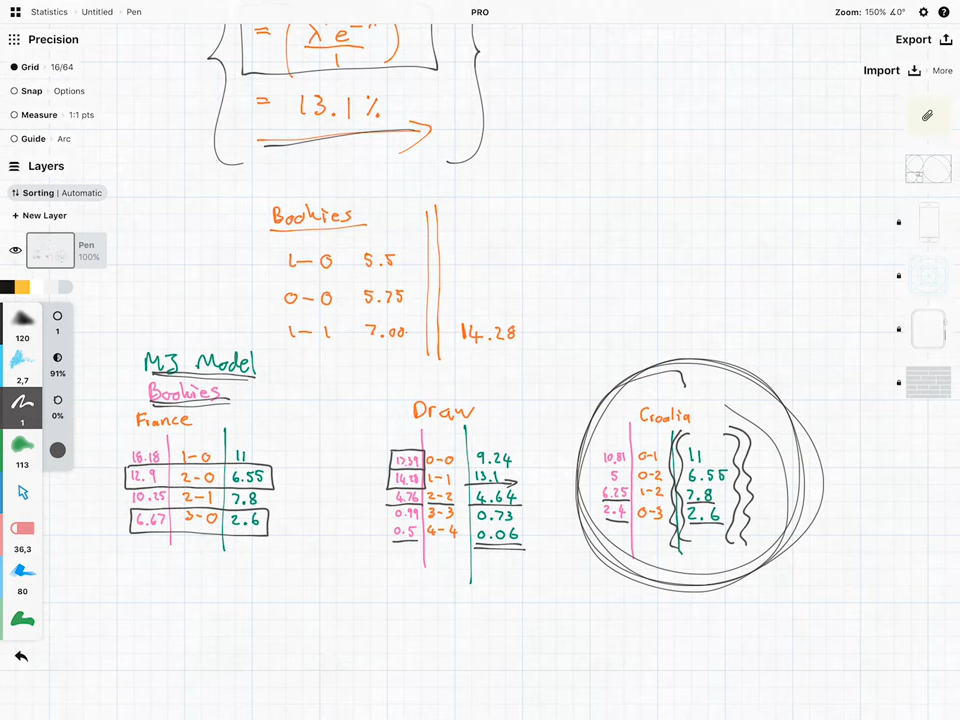 Statistics Untitled Pen
PRO
Zoom: 150% ∠0°
Precision
Export
Grid 16/64
Import More
Snap Options
Measure 1:1 pts
Guide Arc
Layers
Sorting | Automatic
+ New Layer
Pen
100%
1
120
91%
2,7
0%
1
113
36,3
80
= 13.1 %
Bookies
1-0 5.5
0-0 5.75
1-1 7.00 14.28
M3 Model
Bookies
France
18.18 1-0 11
12.9 2-0 6.55
10.25 2-1 7.8
6.67 3-0 2.6
Draw
0-0 9.24
14.28 1-1 13.1
4.76 2-2 4.64
0.99 3-3 0.73
0.5 4-4 0.06
Croatia
10.81 0-1 11
5 0-2 6.55
6.25 1-2 7.8
2.4 0-3 2.6